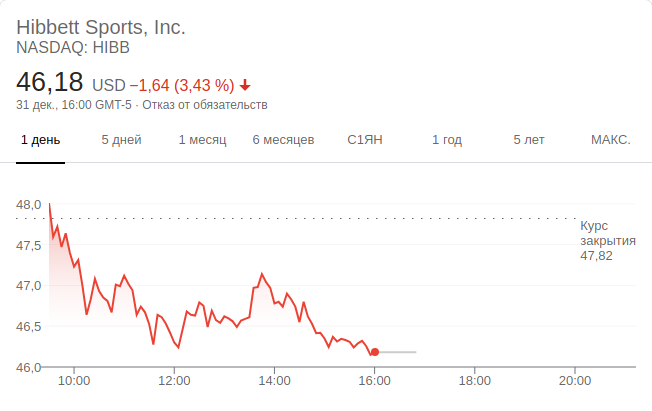 Hibbett Sports, Inc.
NASDAQ: HIBB
46,18 USD −1,64 (3,43 %)
31 дек., 16:00 GMT-5 · Отказ от обязательств
1 день 5 дней 1 месяц 6 месяцев С1ЯН 1 год 5 лет МАКС.
48,0
Курс
закрытия
47,82
47,5
47,0
46,5
46,0
10:00 12:00 14:00 16:00 18:00 20:00